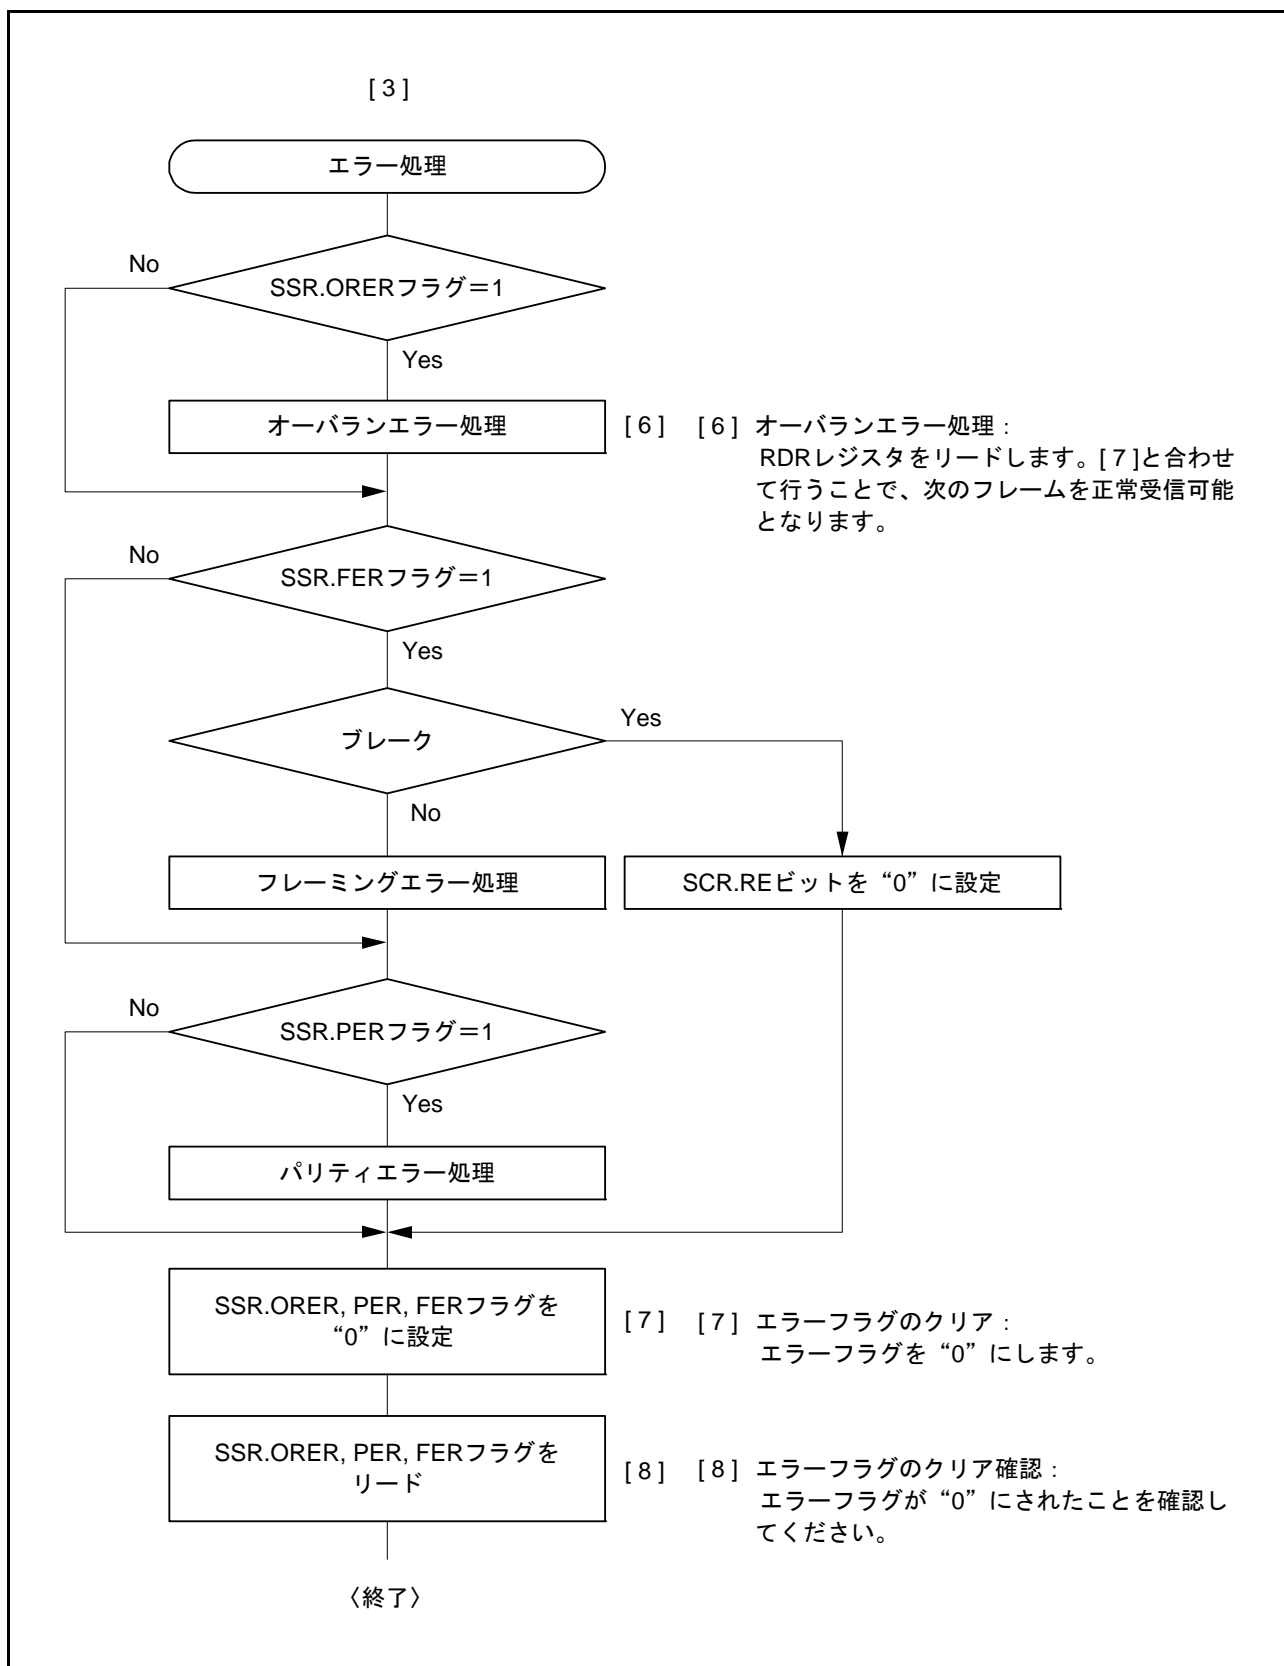 [ 3 ]
エラー処理
No
SSR.ORERフラグ＝1
Yes
オーバランエラー処理
[ 6 ]
[ 6 ] オーバランエラー処理：
RDRレジスタをリードします。[ 7 ]と合わせ
て行うことで、次のフレームを正常受信可能
となります。
No
SSR.FERフラグ＝1
Yes
ブレーク
Yes
No
フレーミングエラー処理
SCR.REビットを“0”に設定
No
SSR.PERフラグ＝1
Yes
パリティエラー処理
SSR.ORER, PER, FERフラグを
“0”に設定
[ 7 ]
[ 7 ] エラーフラグのクリア：
エラーフラグを“0”にします。
SSR.ORER, PER, FERフラグを
リード
[ 8 ]
[ 8 ] エラーフラグのクリア確認：
エラーフラグが“0”にされたことを確認し
てください。
〈終了〉